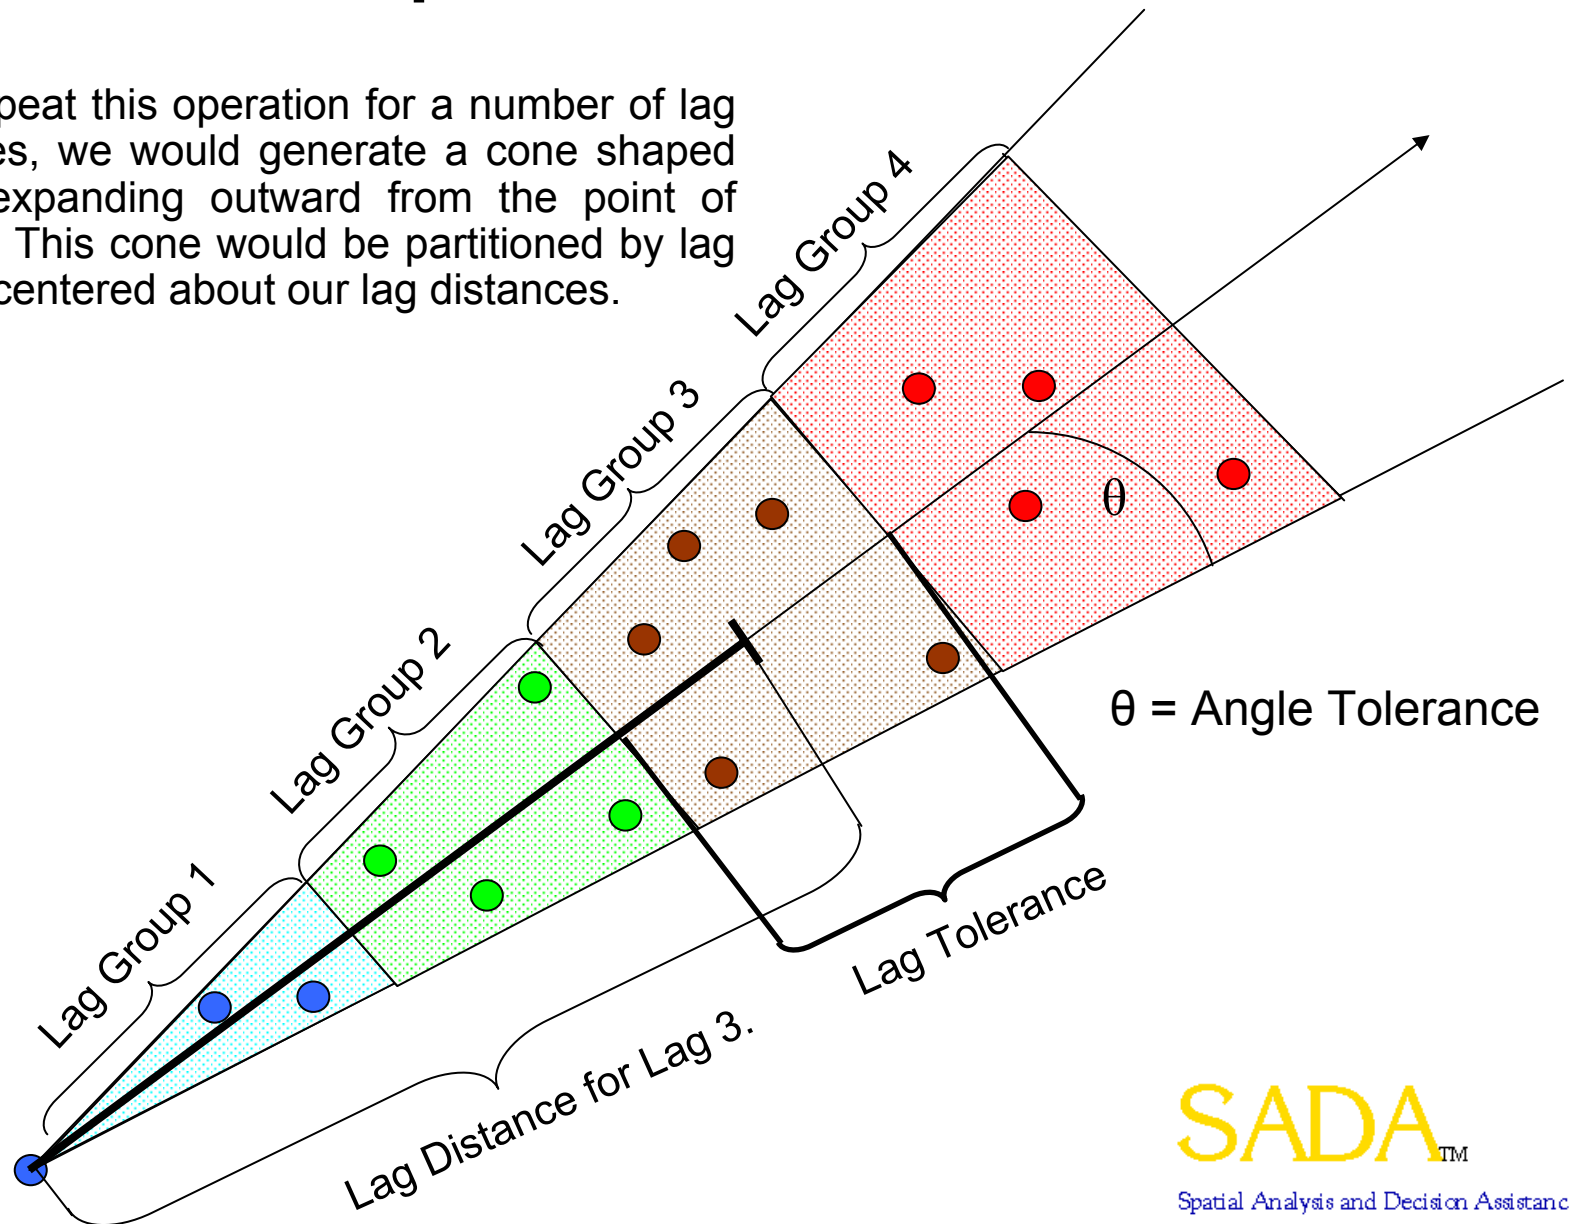 peat this operation for a number of lag
es, we would generate a cone shaped
expanding outward from the point of
This cone would be partitioned by lag
centered about our lag distances.
Lag Group 4
Lag Group 3
Lag Group 2
Lag Group 1
θ
θ = Angle Tolerance
Lag Tolerance
Lag Distance for Lag 3.
SADA™
Spatial Analysis and Decision Assistanc